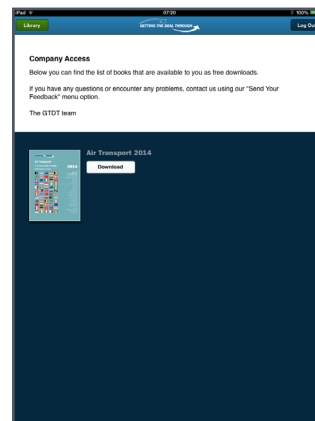 iPad 07:20 100%
Library GETTING THE DEAL THROUGH Log Out
Company Access
Below you can find the list of books that are available to you as free downloads.
If you have any questions or encounter any problems, contact us using our "Send Your
Feedback" menu option.
The GTDT team
Air Transport 2014
Download
2014